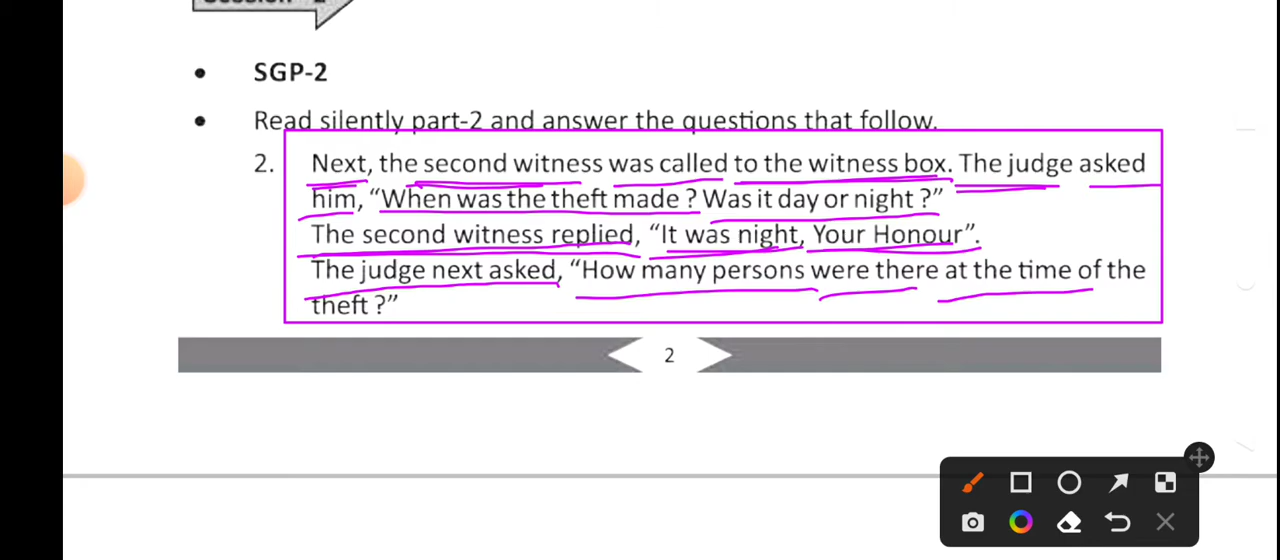 Session - 2
• SGP-2
• Read silently part-2 and answer the questions that follow.
2. Next, the second witness was called to the witness box. The judge asked
him, “When was the theft made ? Was it day or night ?”
The second witness replied, “It was night, Your Honour”.
The judge next asked, “How many persons were there at the time of the
theft ?”
2